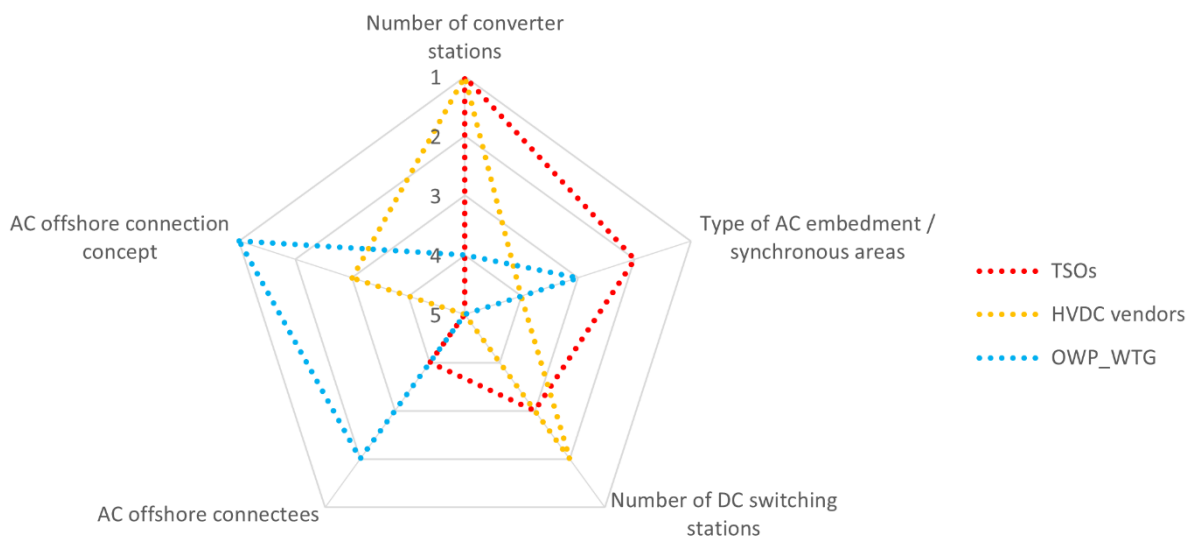 Number of converter
stations
1
2
3
4
5
Type of AC embedment /
synchronous areas
Number of DC switching
stations
AC offshore connectees
AC offshore connection
concept
TSOs
HVDC vendors
OWP_WTG